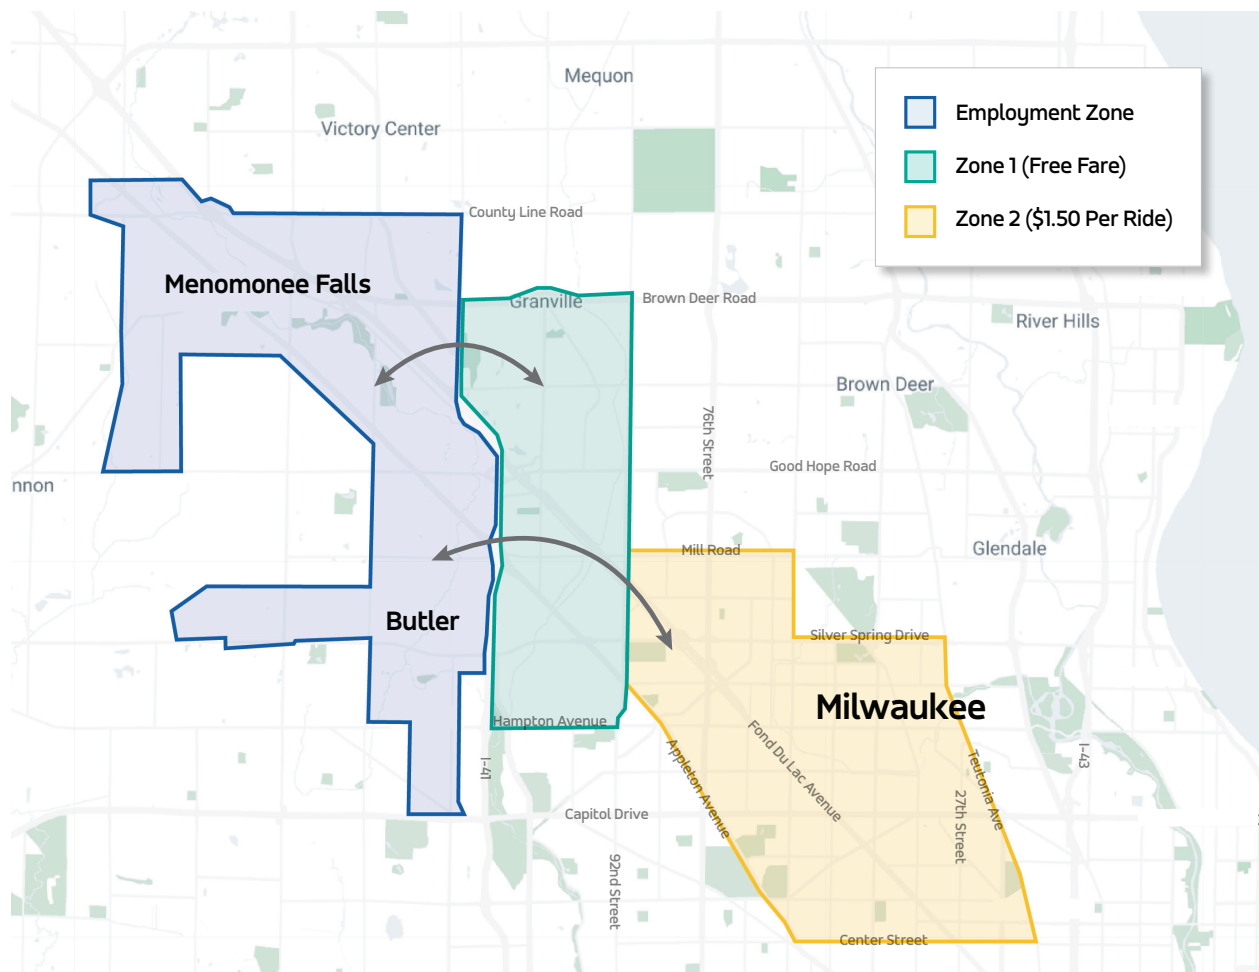 Mequon
Victory Center
Employment Zone
Zone 1 (Free Fare)
Zone 2 ($1.50 Per Ride)
County Line Road
Menomonee Falls
Granville
Brown Deer Road
River Hills
Brown Deer
76th Street
Good Hope Road
nnon
Mill Road
Glendale
Butler
Silver Spring Drive
Milwaukee
Hampton Avenue
Fond Du Lac Avenue
Appleton Avenue
Teutonia Ave
I-43
I-41
27th Street
Capitol Drive
92nd Street
Center Street